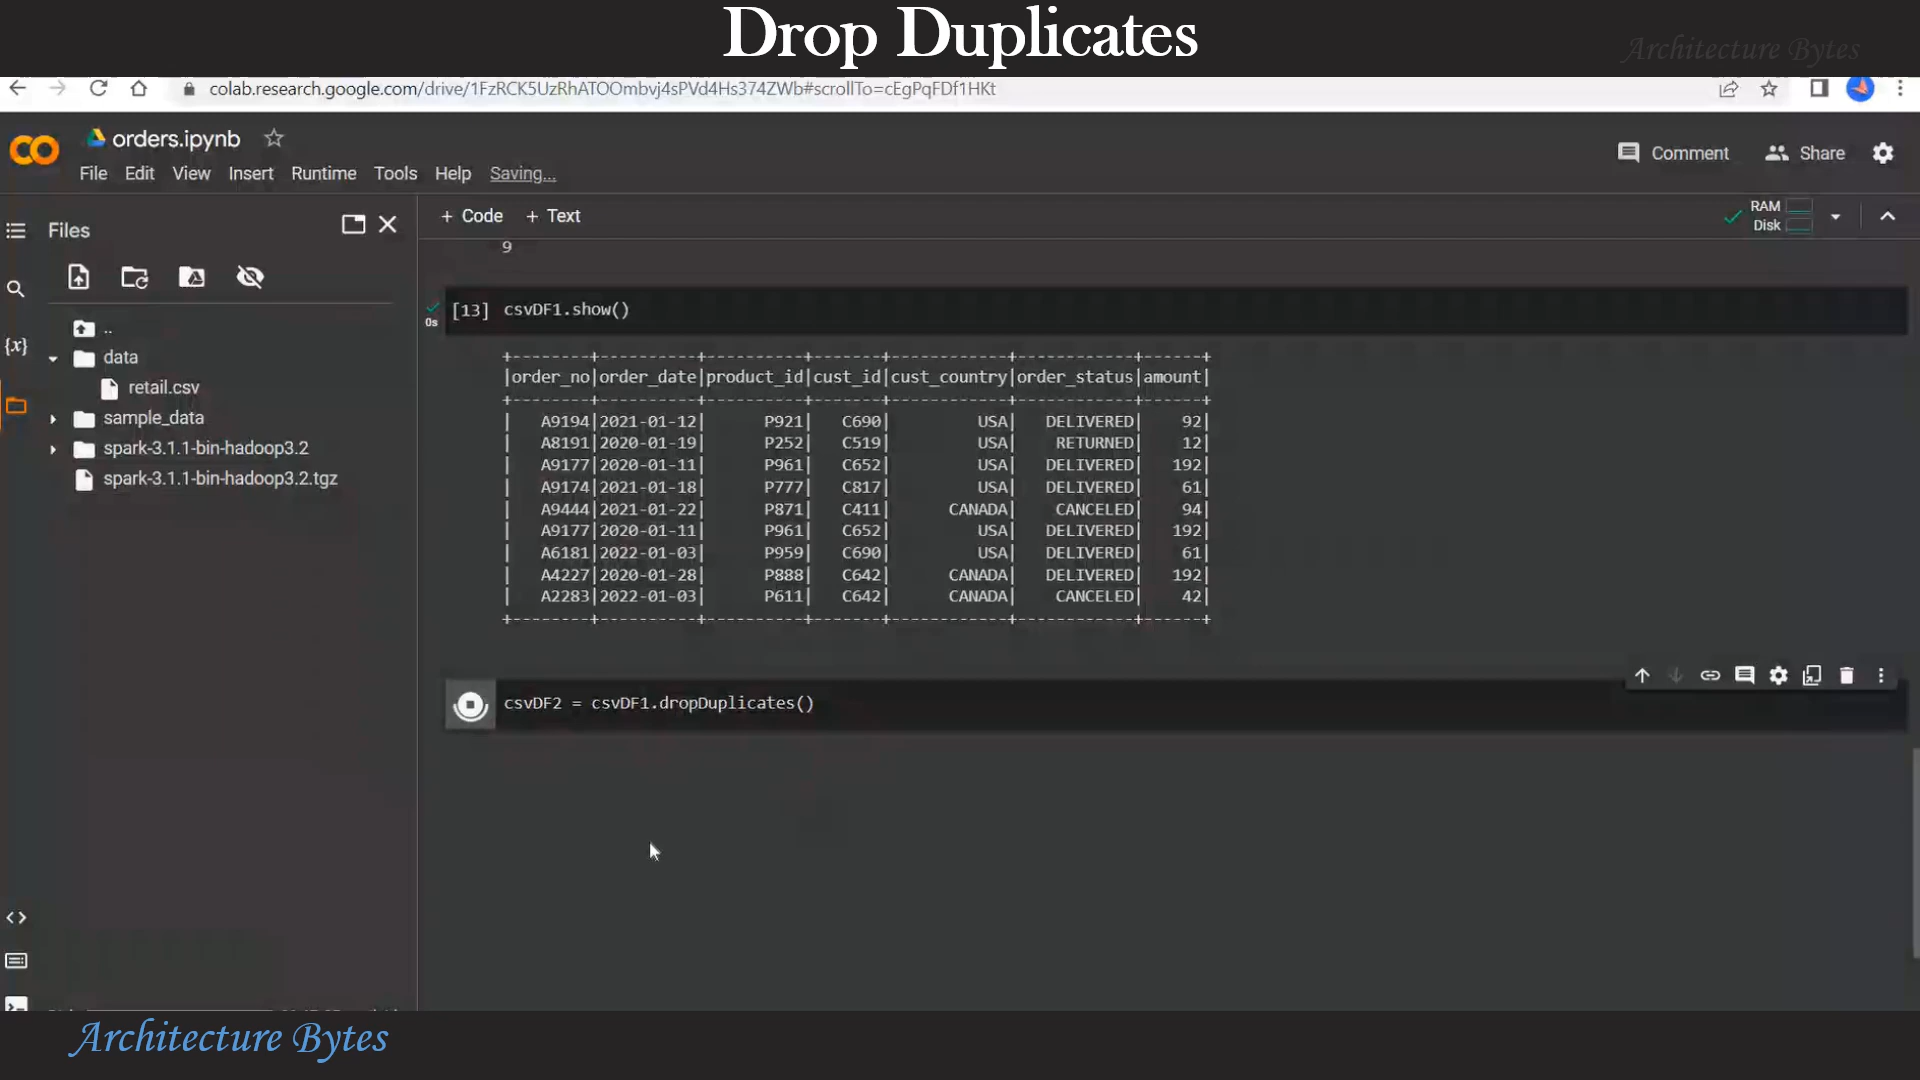 Drop Duplicates
Architecture Bytes
colab.research.google.com/drive/1FzRCK5UzRhATOOmbvj4sPVd4Hs374ZWb#scrollTo=cEgPqFDf1HKt
orders.ipynb
File Edit View Insert Runtime Tools Help Saving...
Comment Share
Files
+ Code + Text
RAM
Disk
..
data
retail.csv
sample_data
spark-3.1.1-bin-hadoop3.2
spark-3.1.1-bin-hadoop3.2.tgz
{x}
9
0s
[13] csvDF1.show()
+--------+----------+----------+-------+------------+------------+------+
|order_no|order_date|product_id|cust_id|cust_country|order_status|amount|
+--------+----------+----------+-------+------------+------------+------+
| A9194|2021-01-12| P921| C690| USA| DELIVERED| 92|
| A8191|2020-01-19| P252| C519| USA| RETURNED| 12|
| A9177|2020-01-11| P961| C652| USA| DELIVERED| 192|
| A9174|2021-01-18| P777| C817| USA| DELIVERED| 61|
| A9444|2021-01-22| P871| C411| CANADA| CANCELED| 94|
| A9177|2020-01-11| P961| C652| USA| DELIVERED| 192|
| A6181|2022-01-03| P959| C690| USA| DELIVERED| 61|
| A4227|2020-01-28| P888| C642| CANADA| DELIVERED| 192|
| A2283|2022-01-03| P611| C642| CANADA| CANCELED| 42|
+--------+----------+----------+-------+------------+------------+------+
csvDF2 = csvDF1.dropDuplicates()
Architecture Bytes